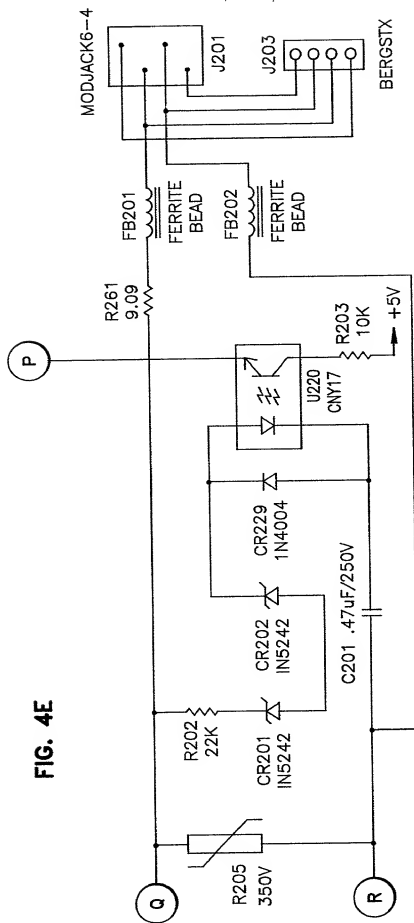 FIG. 4E
MODJACK6-4
J201
J203
BERGSTX
FB201
FERRITE
BEAD
FB202
FERRITE
BEAD
R261
9.09
P
R203
10K
+5V
U220
CNY17
CR229
1N4004
CR202
IN5242
C201 .47uF/250V
R202
22K
CR201
IN5242
Q
R205
350V
R